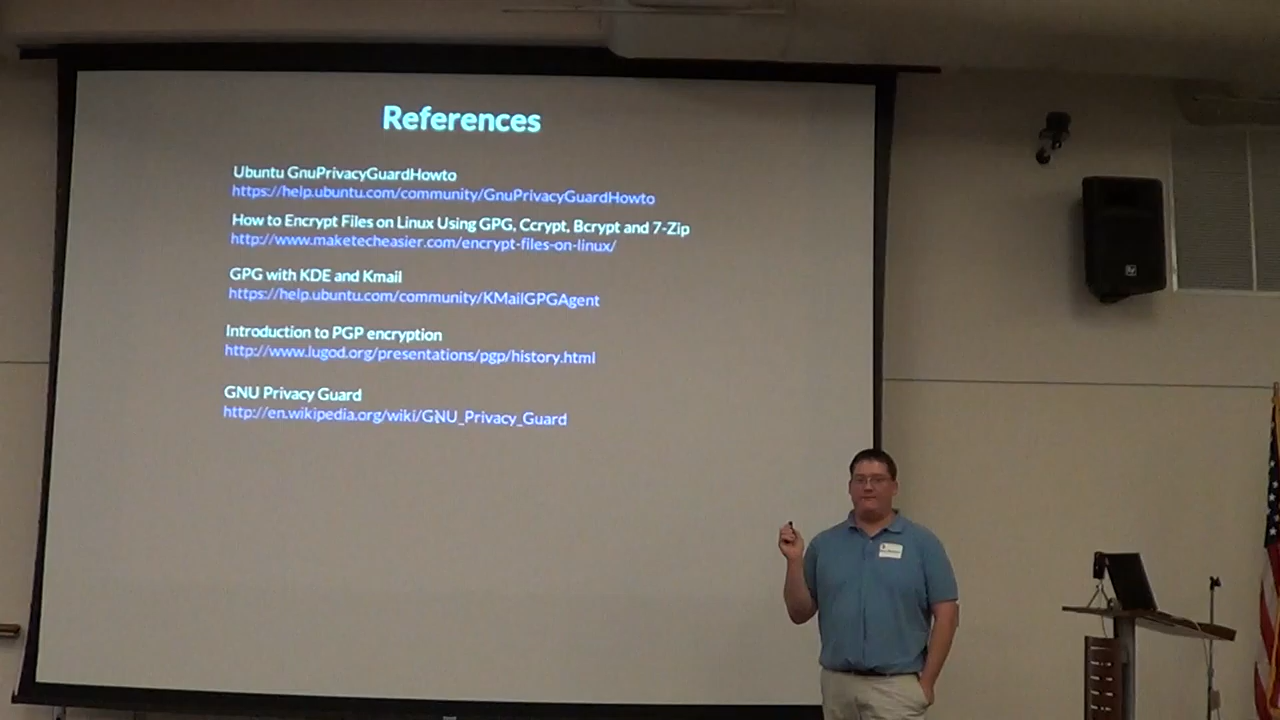 References
Ubuntu GnuPrivacyGuardHowto
https://help.ubuntu.com/community/GnuPrivacyGuardHowto
How to Encrypt Files on Linux Using GPG, Ccrypt, Bcrypt and 7-Zip
http://www.maketecheasier.com/encrypt-files-on-linux/
GPG with KDE and Kmail
https://help.ubuntu.com/community/KMailGPGAgent
Introduction to PGP encryption
http://www.lugod.org/presentations/pgp/history.html
GNU Privacy Guard
http://en.wikipedia.org/wiki/GNU_Privacy_Guard